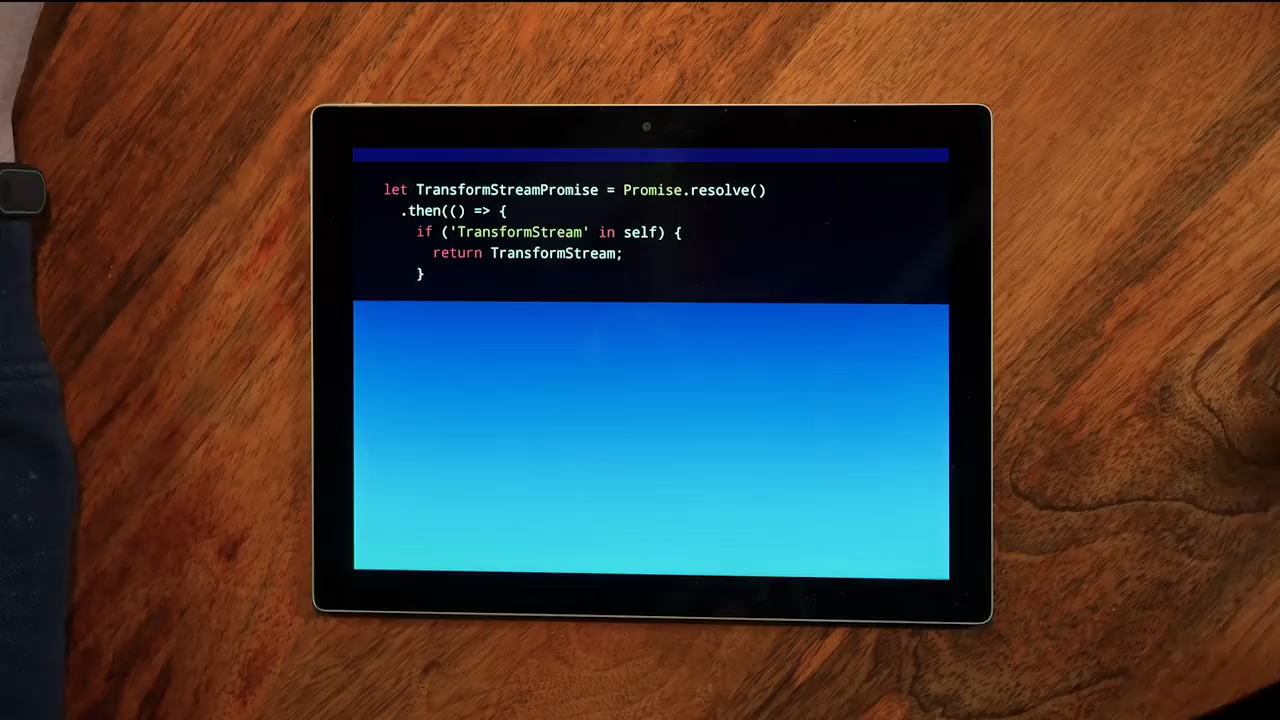 let TransformStreamPromise = Promise.resolve()
.then(() => {
if ('TransformStream' in self) {
return TransformStream;
}